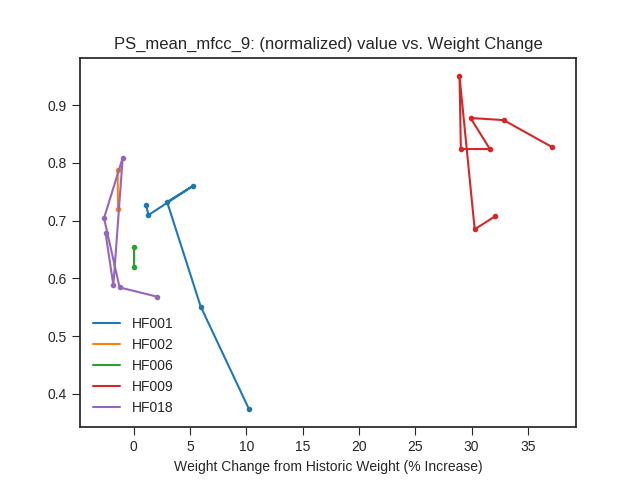 PS_mean_mfcc_9: (normalized) value vs. Weight Change
0.9
0.8
0.7
0.6
0.5
0.4
HF001
HF002
HF006
HF009
HF018
0 5 10 15 20 25 30 35
Weight Change from Historic Weight (% Increase)